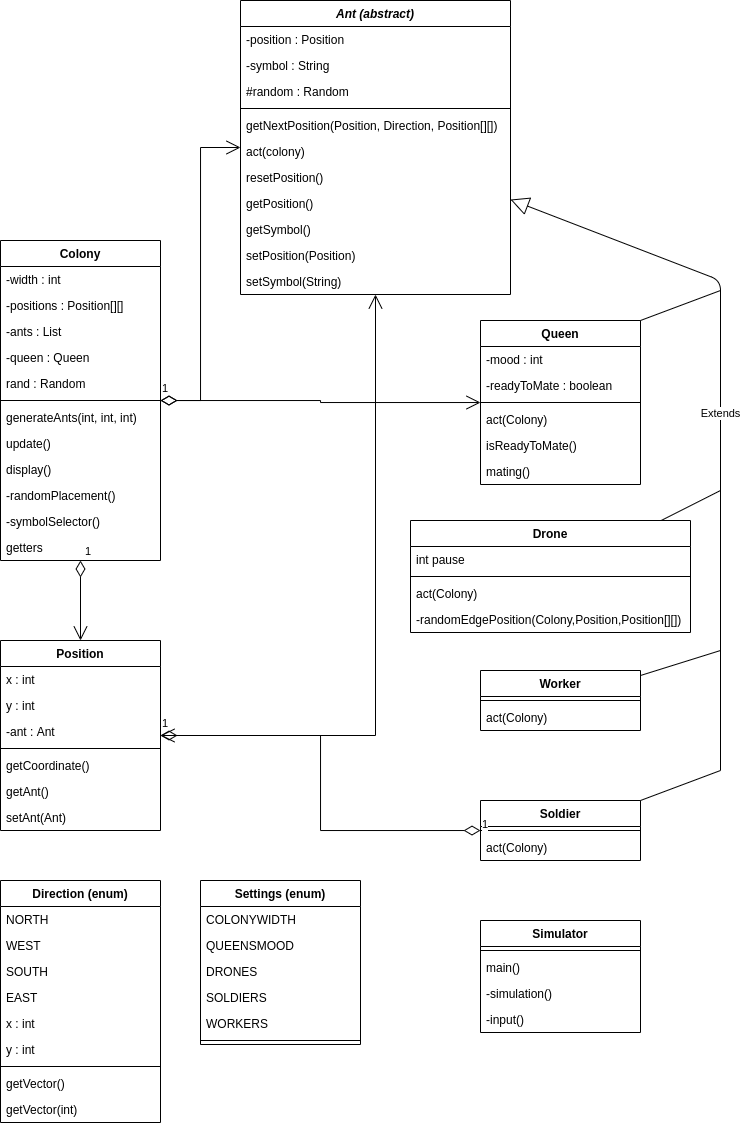 Ant (abstract)
-position : Position
-symbol : String
#random : Random
getNextPosition(Position, Direction, Position[][])
act(colony)
resetPosition()
getPosition()
getSymbol()
setPosition(Position)
setSymbol(String)
Colony
-width : int
-positions : Position[][]
-ants : List
-queen : Queen
rand : Random
generateAnts(int, int, int)
update()
display()
-randomPlacement()
-symbolSelector()
getters
1
1
Queen
-mood : int
-readyToMate : boolean
act(Colony)
isReadyToMate()
mating()
Extends
Drone
int pause
act(Colony)
-randomEdgePosition(Colony,Position,Position[][])
Position
x : int
y : int
-ant : Ant
getCoordinate()
getAnt()
setAnt(Ant)
1
Worker
act(Colony)
Soldier
1
act(Colony)
Direction (enum)
NORTH
WEST
SOUTH
EAST
x : int
y : int
getVector()
getVector(int)
Settings (enum)
COLONYWIDTH
QUEENSMOOD
DRONES
SOLDIERS
WORKERS
Simulator
main()
-simulation()
-input()